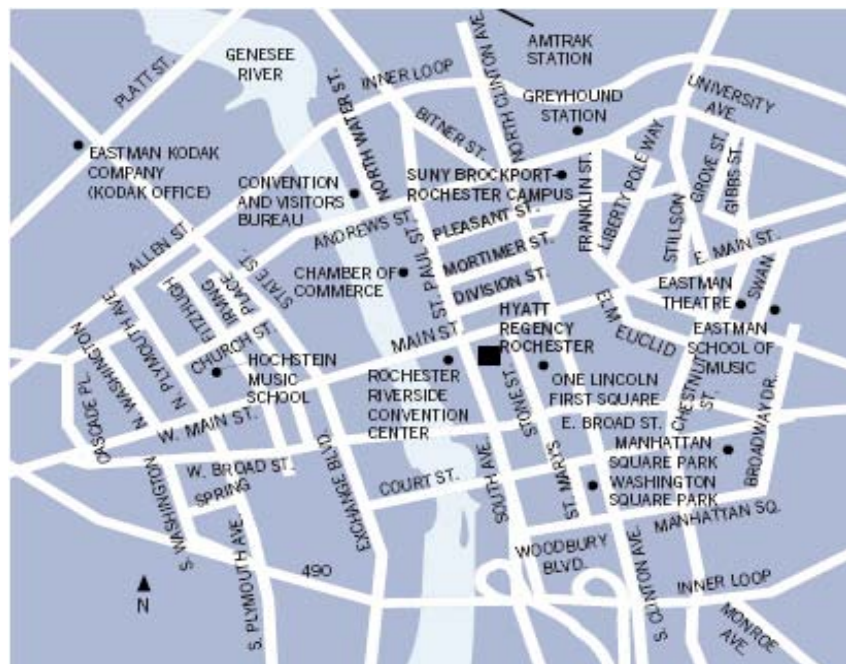 AMTRAK
STATION
GENESEE
RIVER
PLATT ST.
INNER LOOP
NORTH CLINTON AVE.
NORTH WATER ST.
BITNER ST.
GREYHOUND
STATION
UNIVERSITY
AVE
EASTMAN KODAK
COMPANY
(KODAK OFFICE)
CONVENTION
AND VISITORS
BUREAU
SUNY BROCKPORT-
ROCHESTER CAMPUS
FRANKLIN ST.
LIBERTY POLE WAY
STILLSON
GROVE ST.
GIBBS ST.
ANDREWS ST.
PLEASANT ST.
MORTIMER ST.
DIVISION ST.
ST. PAUL ST.
E. MAIN ST.
ALLEN ST.
STATE ST.
CHAMBER OF
COMMERCE
FITZHUGH
IRVING
PLACE
CHURCH ST.
MAIN ST.
HYATT
REGENCY
ROCHESTER
ELM
EUCLID
EASTMAN
THEATRE
SWAN
EASTMAN
SCHOOL OF
MUSIC
CASCADE PL.
N. WASHINGTON
N. PLYMOUTH AVE.
HOCHSTEIN
MUSIC
SCHOOL
ROCHESTER
RIVERSIDE
CONVENTION
CENTER
STONE ST.
ONE LINCOLN
FIRST SQUARE
CHESTNUT
ST.
BROADWAY DR.
W. MAIN ST.
E. BROAD ST.
W. BROAD ST.
SPRING
EXCHANGE BLVD.
COURT ST.
SOUTH AVE.
ST. MARYS
MANHATTAN
SQUARE PARK
WASHINGTON
SQUARE PARK
MANHATTAN SQ.
S. WASHINGTON
S. PLYMOUTH AVE.
WOODBURY
BLVD.
S. CLINTON AVE.
490
INNER LOOP
MONROE
AVE.
N